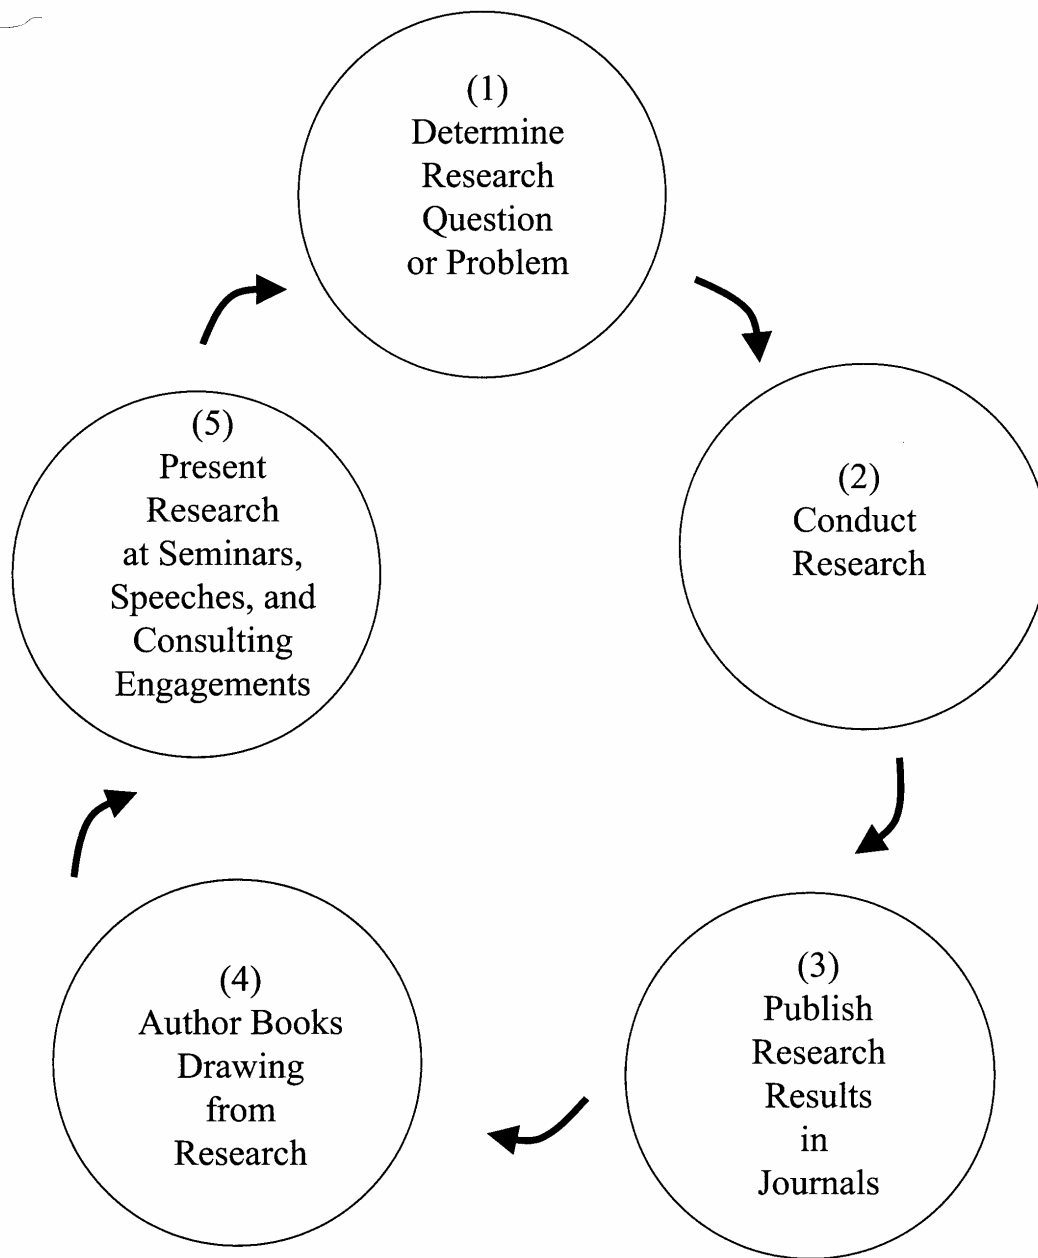 (1)
Determine
Research
Question
or Problem
(2)
Conduct
Research
(3)
Publish
Research
Results
in
Journals
(4)
Author Books
Drawing
from
Research
(5)
Present
Research
at Seminars,
Speeches, and
Consulting
Engagements